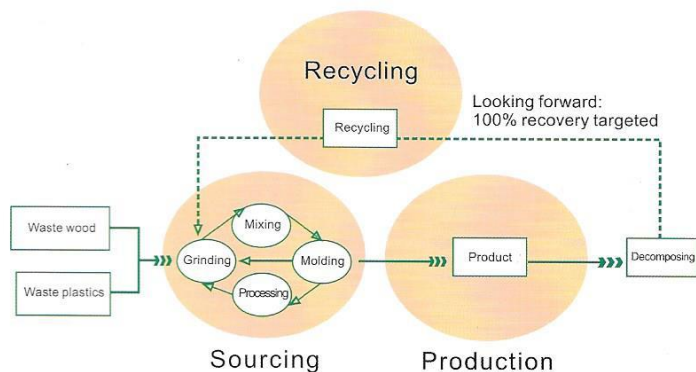 Recycling
Looking forward:
100% recovery targeted
Recycling
Waste wood
Mixing
Grinding
Molding
Product
Decomposing
Waste plastics
Processing
Sourcing
Production